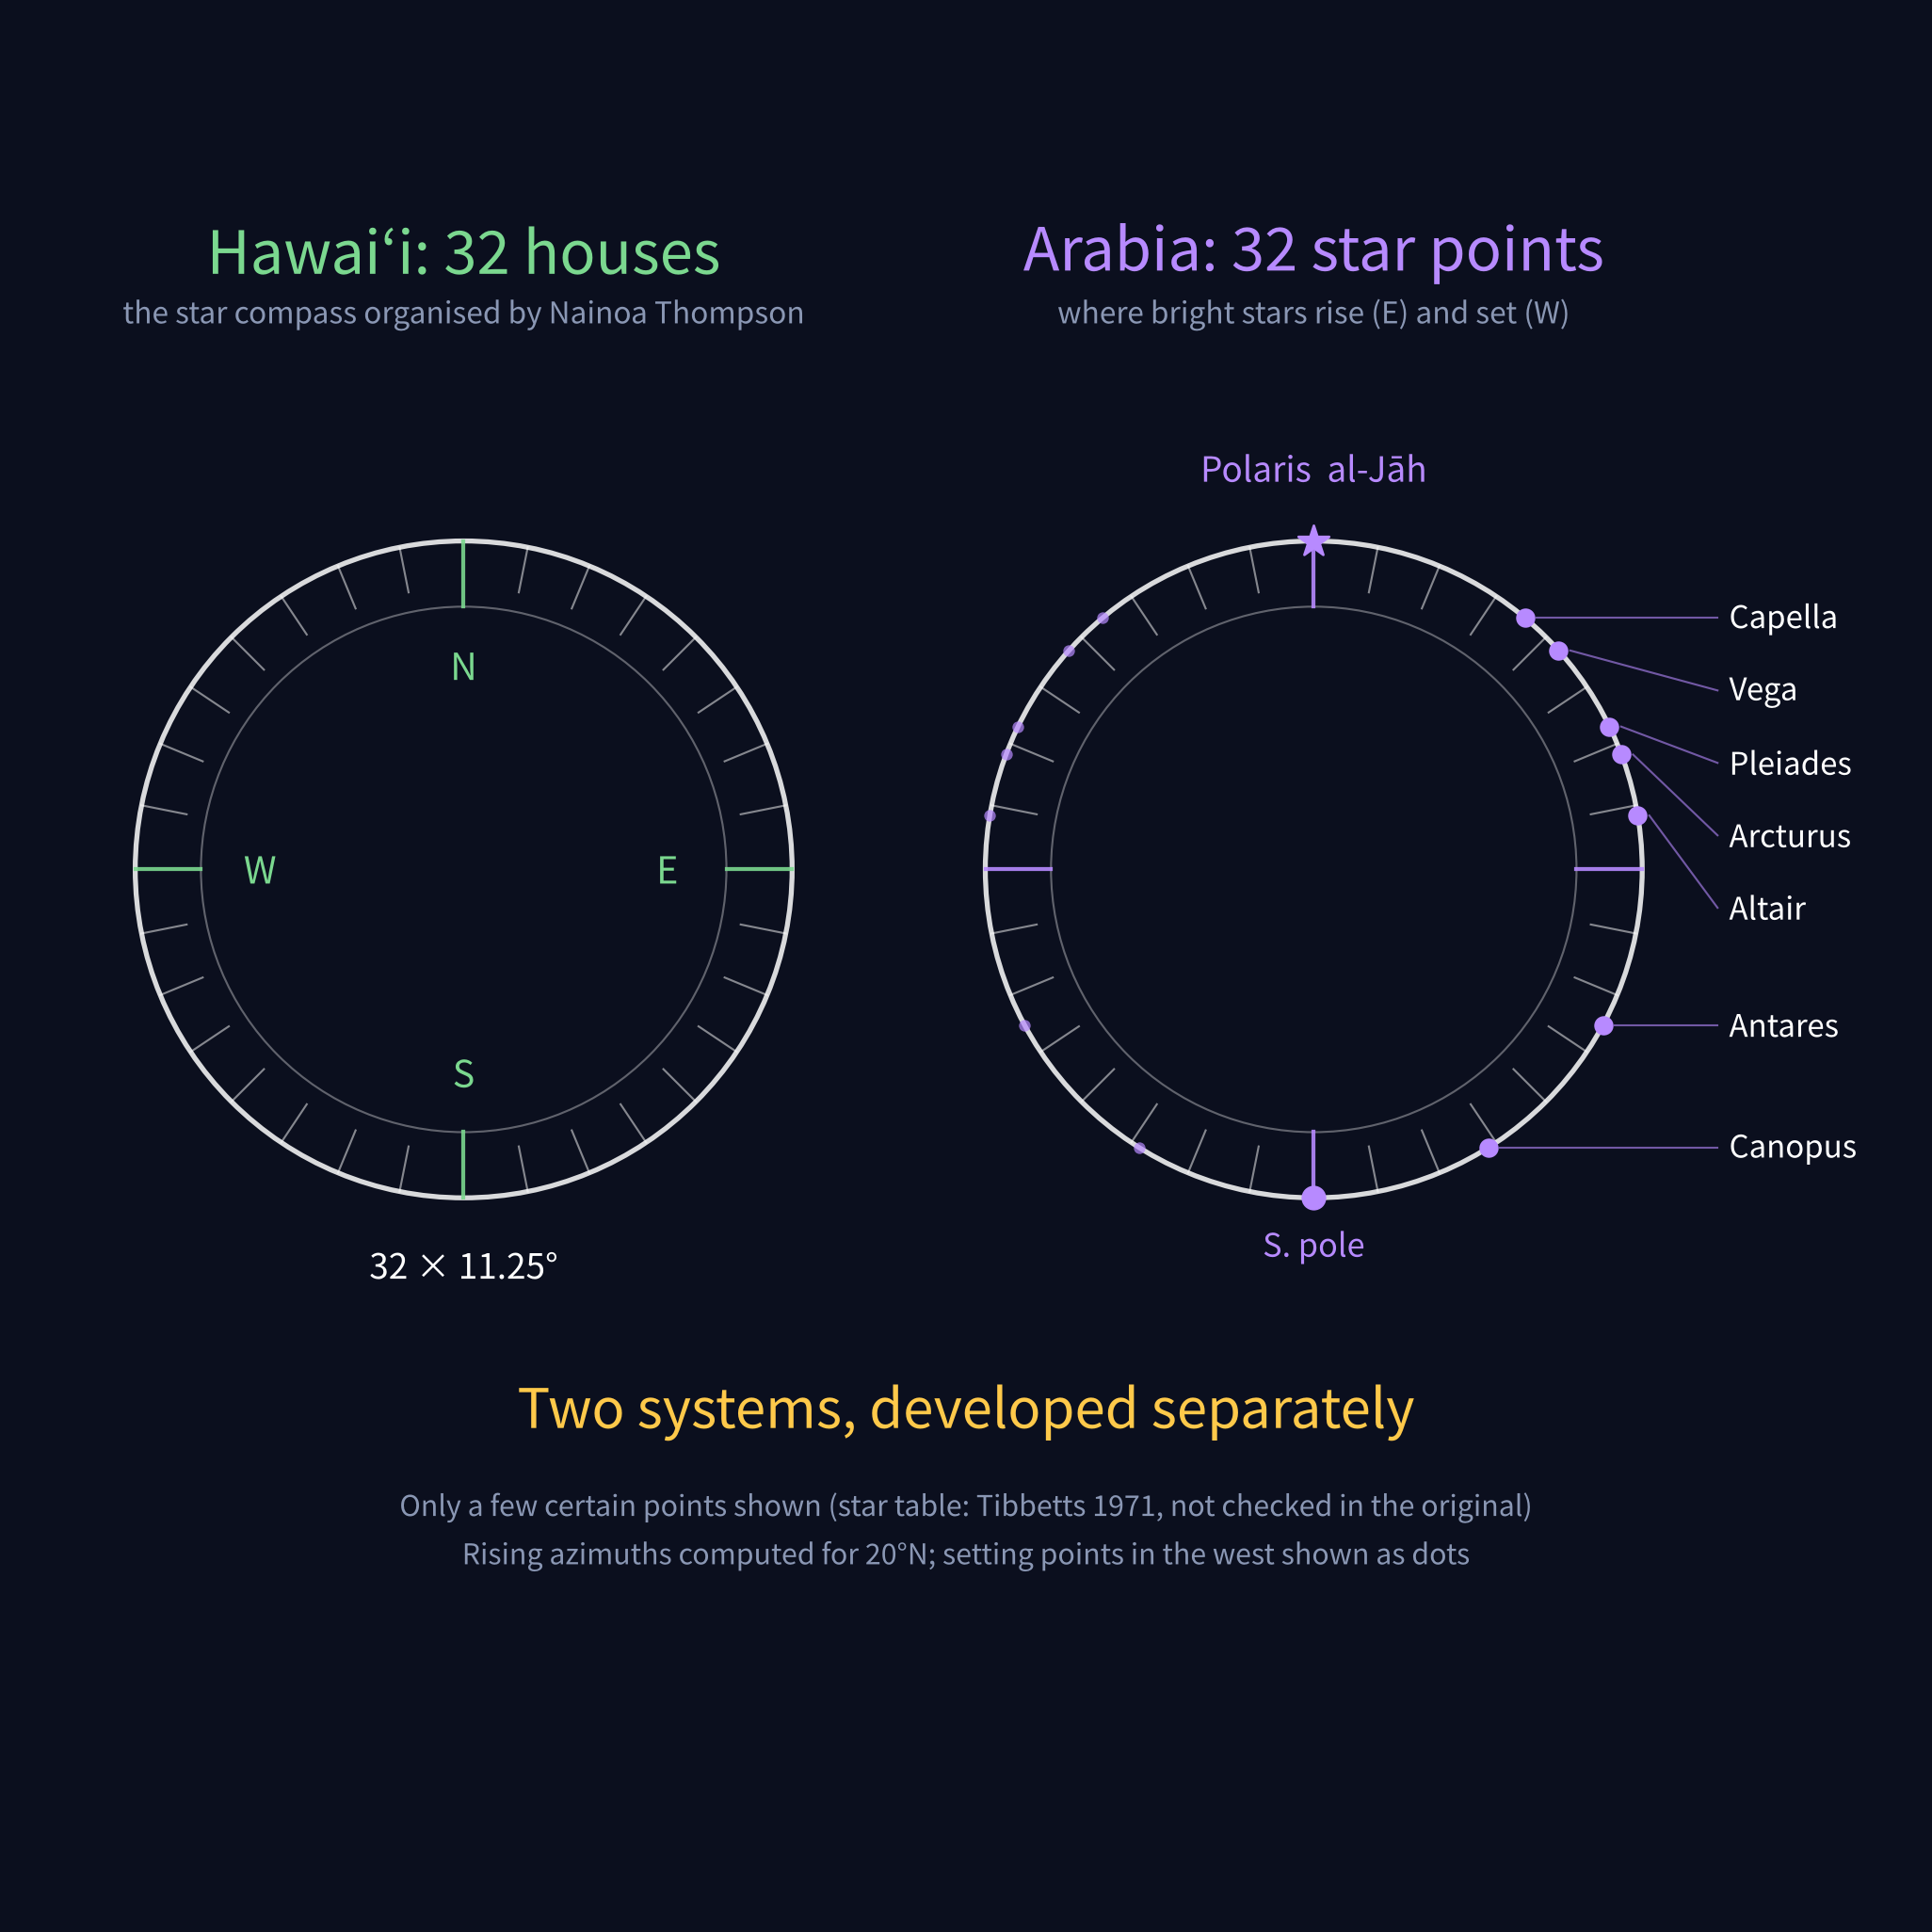 Hawaiʻi: 32 houses
the star compass organised by Nainoa Thompson
Arabia: 32 star points
where bright stars rise (E) and set (W)
N
W
E
S
32 × 11.25°
Polaris al-Jāh
Capella
Vega
Pleiades
Arcturus
Altair
Antares
Canopus
S. pole
Two systems, developed separately
Only a few certain points shown (star table: Tibbetts 1971, not checked in the original)
Rising azimuths computed for 20°N; setting points in the west shown as dots